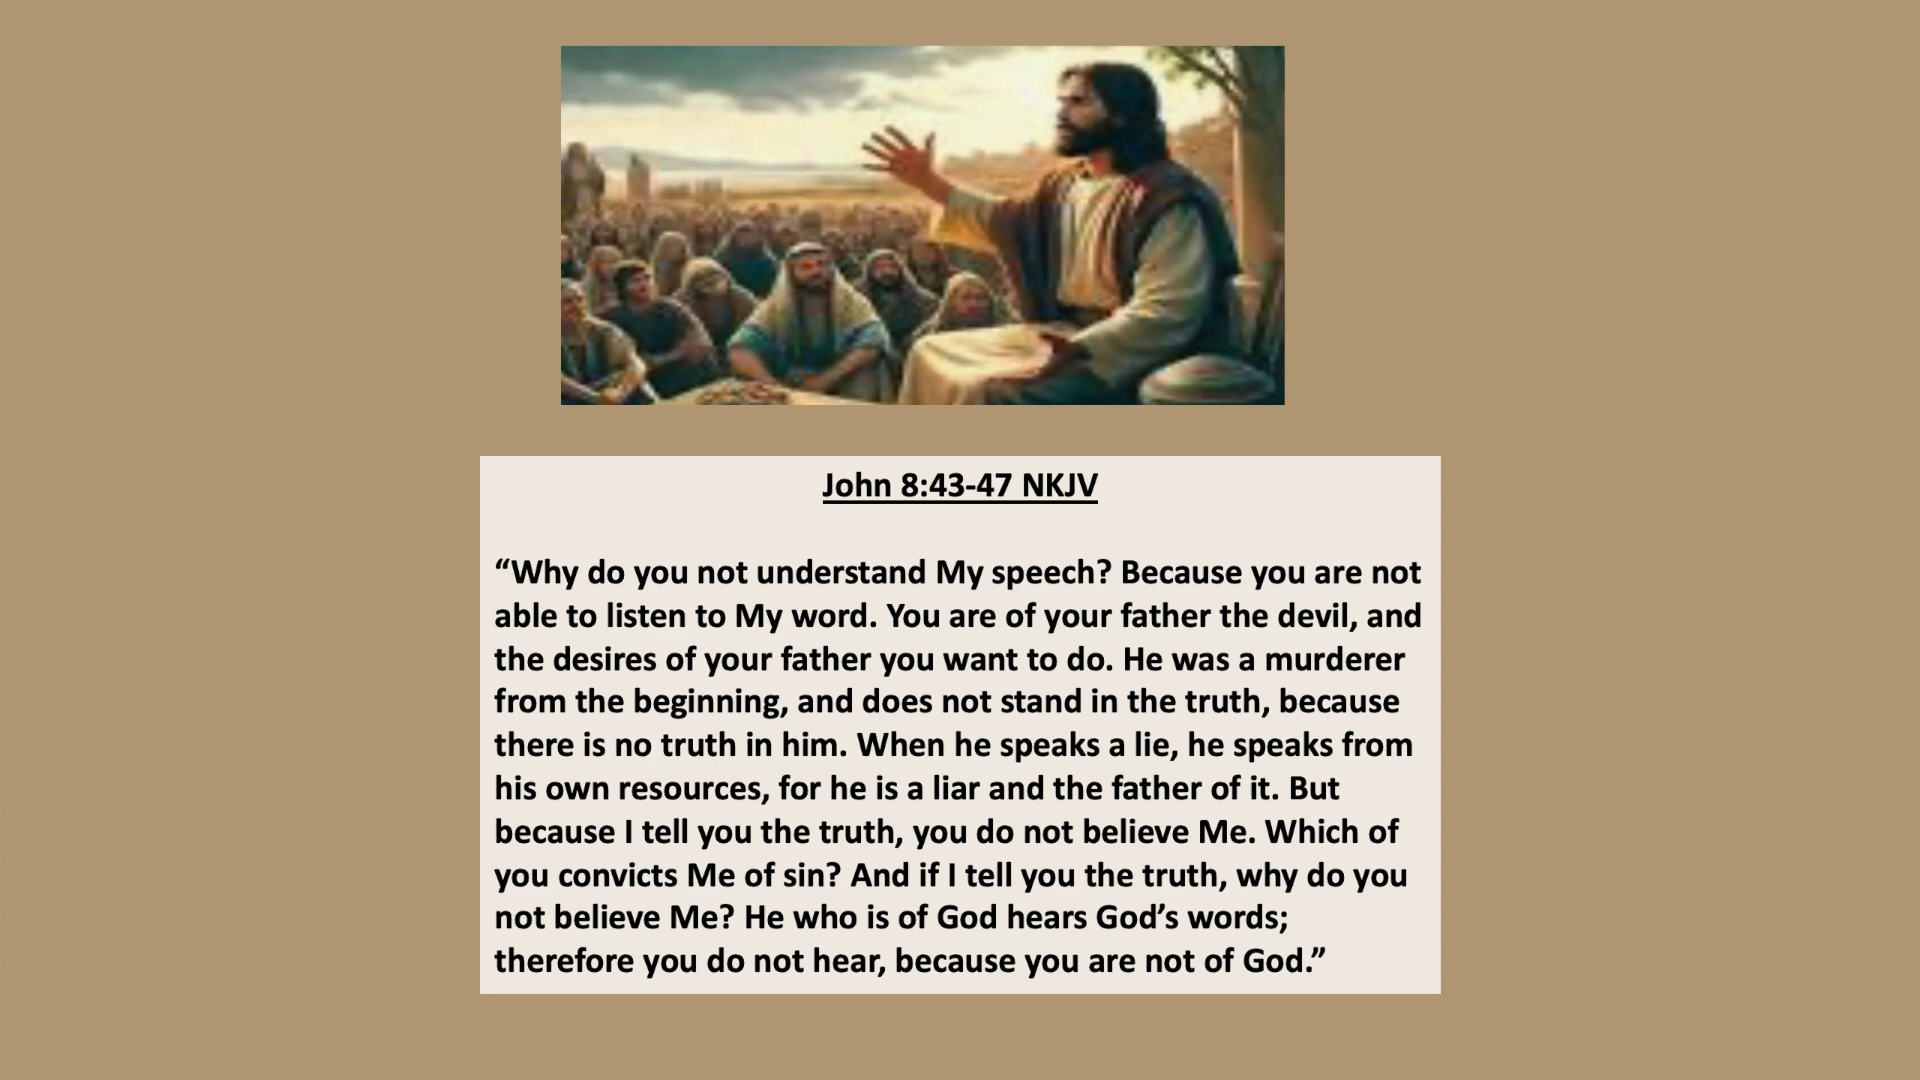 John 8:43-47 NKJV
“Why do you not understand My speech? Because you are not
able to listen to My word. You are of your father the devil, and
the desires of your father you want to do. He was a murderer
from the beginning, and does not stand in the truth, because
there is no truth in him. When he speaks a lie, he speaks from
his own resources, for he is a liar and the father of it. But
because I tell you the truth, you do not believe Me. Which of
you convicts Me of sin? And if I tell you the truth, why do you
not believe Me? He who is of God hears God’s words;
therefore you do not hear, because you are not of God.”